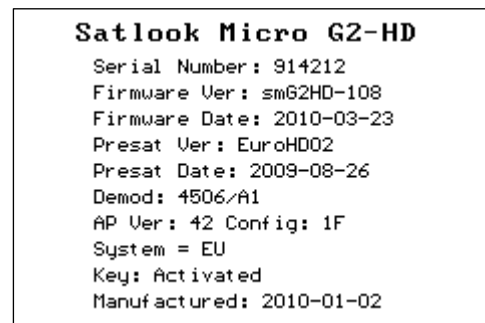 Satlook Micro G2-HD
Serial Number: 914212
Firmware Ver: smG2HD-108
Firmware Date: 2010-03-23
Presat Ver: EuroHD02
Presat Date: 2009-08-26
Demod: 4506/A1
AP Ver: 42 Config: 1F
System = EU
Key: Activated
Manufactured: 2010-01-02